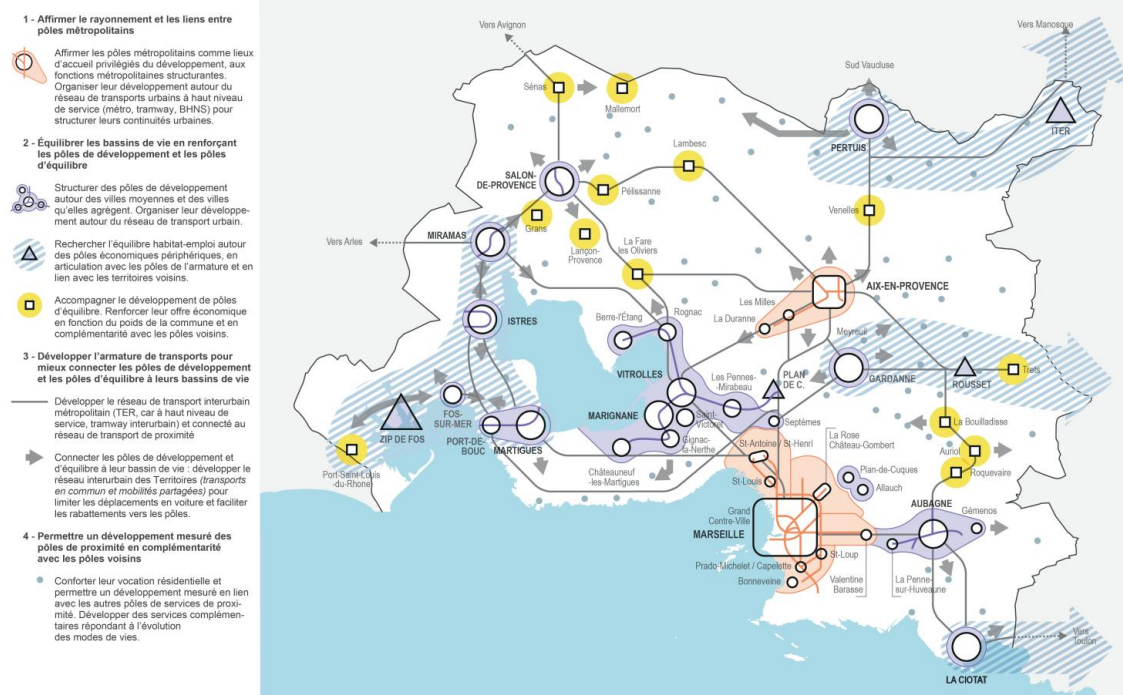 1 - Affirmer le rayonnement et les liens entre
pôles métropolitains
Affirmer les pôles métropolitains comme lieux
d'accueil privilégiés du développement, aux
fonctions métropolitaines structurantes.
Organiser leur développement autour du
réseau de transports urbains à haut niveau
de service (métro, tramway, BHNS) pour
structurer leurs continuités urbaines.
2 - Équilibrer les bassins de vie en renforçant
les pôles de développement et les pôles
d'équilibre
Structurer des pôles de développement
autour des villes moyennes et des villes
qu'elles agrégent. Organiser leur développe-
ment autour du réseau de transport urbain.
Rechercher l'équilibre habitat-emploi autour
des pôles économiques périphériques, en
articulation avec les pôles de l'armature et en
lien avec les territoires voisins.
Accompagner le développement de pôles
d'équilibre. Renforcer leur offre économique
en fonction du poids de la commune et en
complémentarité avec les pôles voisins.
3 - Développer l'armature de transports pour
mieux connecter les pôles de développement
et les pôles d'équilibre à leurs bassins de vie
Développer le réseau de transport interurbain
métropolitain (TER, car à haut niveau de
service, tramway interurbain) et connecté au
réseau de transport de proximité
Connecter les pôles de développement et
d'équilibre à leur bassin de vie : développer le
réseau interurbain des Territoires (transports
en commun et mobilités partagées) pour
limiter les déplacements en voiture et faciliter
les rabattements vers les pôles.
4 - Permettre un développement mesuré des
pôles de proximité en complémentarité
avec les pôles voisins
Conforter leur vocation résidentielle et
permettre un développement mesuré en lien
avec les autres pôles de services de proxi-
mité. Développer des services complémen-
taires répondant à l'évolution
des modes de vies.
Vers Avignon
Vers Manosque
Sud Vaucluse
Sénas
Mallemort
ITER
PERTUIS
Lambesc
SALON-
DE-PROVENCE
Pélissanne
Venelles
Grans
MIRAMAS
Vers Arles
Lançon-
Provence
La Fare
les Oliviers
AIX-EN-PROVENCE
Les Milles
La Duranne
Rognac
Berre-l'Étang
ISTRES
Meyreuil
VITROLLES
Les Pennes-
-Mirabeau
PLAN
DE C.
GARDANNE
ROUSSET
Trets
FOS-
SUR-MER
ZIP DE FOS
MARIGNANE
Saint-
Victoret
Septèmes
La Bouilladisse
PORT-DE-
BOUC
MARTIGUES
Gignac-
la-Nerthe
St-Antoine / St-Henri
La Rose
Château-Gombert
Auriol
Port-Saint-Louis
-du-Rhone
Châteauneuf
-les-Martigues
St-Louis
Plan-de-Cuques
Allauch
Roquevaire
Grand
Centre-Ville
MARSEILLE
AUBAGNE
Gémenos
St-Loup
Prado-Michelet / Capelette
Bonneveine
Valentine
Barasse
La Penne-
sur-Huveaune
Vers
Toulon
LA CIOTAT